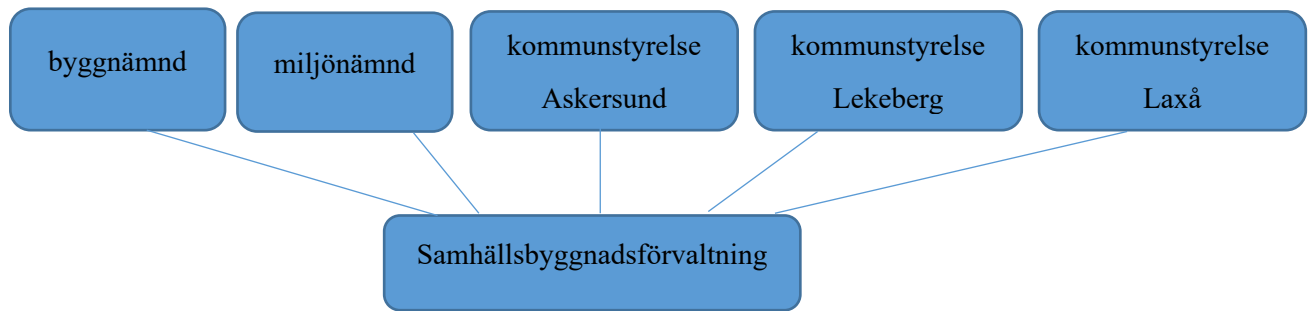 byggnämnd
miljönämnd
kommunstyrelse
Askersund
kommunstyrelse
Lekeberg
kommunstyrelse
Laxå
Samhällsbyggnadsförvaltning